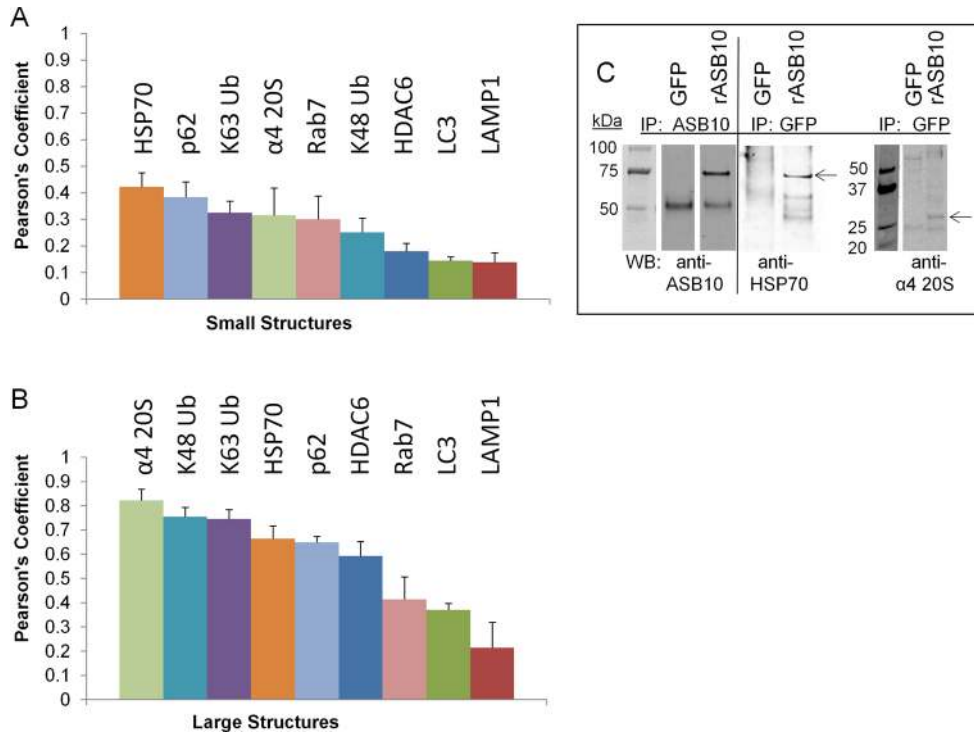 A
Pearson's Coefficient
1
0.9
0.8
0.7
0.6
0.5
0.4
0.3
0.2
0.1
0
HSP70
p62
K63 Ub
α4 20S
Rab7
K48 Ub
HDAC6
LC3
LAMP1
Small Structures
B
Pearson's Coefficient
1
0.9
0.8
0.7
0.6
0.5
0.4
0.3
0.2
0.1
0
α4 20S
K48 Ub
K63 Ub
HSP70
p62
HDAC6
Rab7
LC3
LAMP1
Large Structures
C
GFP
rASB10
GFP
rASB10
GFP
rASB10
kDa
IP: ASB10
IP: GFP
IP: GFP
100
75
50
50
37
25
20
WB:
anti-
ASB10
anti-
HSP70
anti-
α4 20S